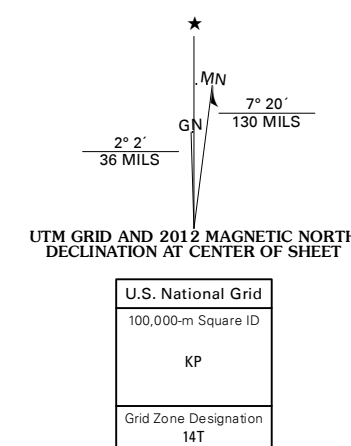 ★
MN
7° 20´
130 MILS
GN
2° 2´
36 MILS
UTM GRID AND 2012 MAGNETIC NORTH
DECLINATION AT CENTER OF SHEET
U.S. National Grid
100,000-m Square ID
KP
Grid Zone Designation
14T